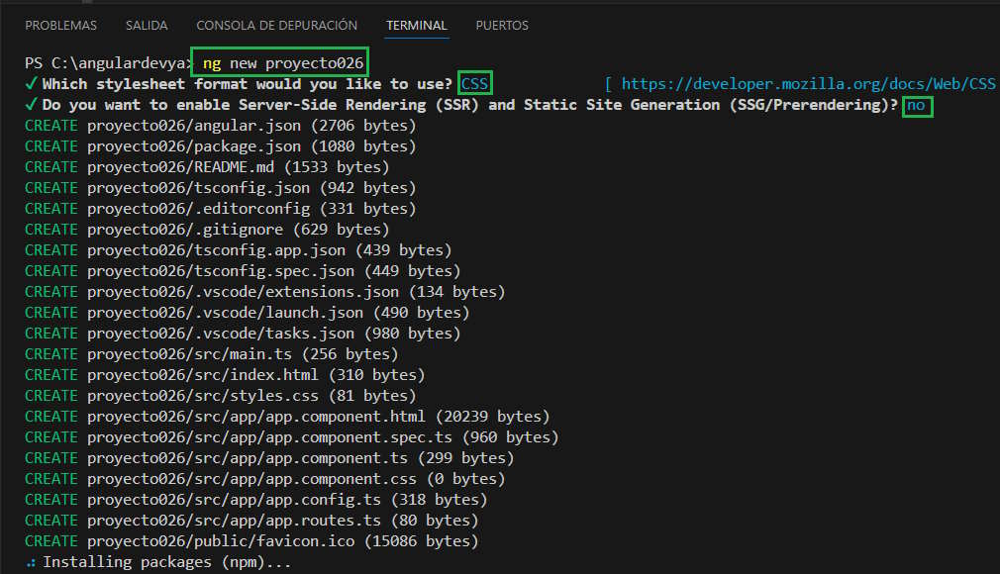 PROBLEMAS SALIDA CONSOLA DE DEPURACIÓN TERMINAL PUERTOS
PS C:\angulardevya> ng new proyecto026
✓ Which stylesheet format would you like to use? CSS [ https://developer.mozilla.org/docs/Web/CSS
✓ Do you want to enable Server-Side Rendering (SSR) and Static Site Generation (SSG/Prerendering)? no
CREATE proyecto026/angular.json (2706 bytes)
CREATE proyecto026/package.json (1080 bytes)
CREATE proyecto026/README.md (1533 bytes)
CREATE proyecto026/tsconfig.json (942 bytes)
CREATE proyecto026/.editorconfig (331 bytes)
CREATE proyecto026/.gitignore (629 bytes)
CREATE proyecto026/tsconfig.app.json (439 bytes)
CREATE proyecto026/tsconfig.spec.json (449 bytes)
CREATE proyecto026/.vscode/extensions.json (134 bytes)
CREATE proyecto026/.vscode/launch.json (490 bytes)
CREATE proyecto026/.vscode/tasks.json (980 bytes)
CREATE proyecto026/src/main.ts (256 bytes)
CREATE proyecto026/src/index.html (310 bytes)
CREATE proyecto026/src/styles.css (81 bytes)
CREATE proyecto026/src/app/app.component.html (20239 bytes)
CREATE proyecto026/src/app/app.component.spec.ts (960 bytes)
CREATE proyecto026/src/app/app.component.ts (299 bytes)
CREATE proyecto026/src/app/app.component.css (0 bytes)
CREATE proyecto026/src/app/app.config.ts (318 bytes)
CREATE proyecto026/src/app/app.routes.ts (80 bytes)
CREATE proyecto026/public/favicon.ico (15086 bytes)
Installing packages (npm)...